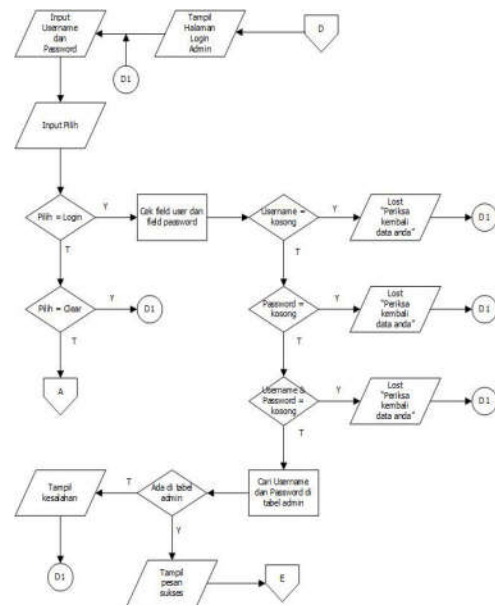 D
Tampil
Halaman
Login
Admin
D1
Input
Username
dan
Password
Input Pilih
Pilih = Login
Y
T
Cek field user dan
field password
Username =
kosong
Y
T
Lost
"Periksa
kembali
data anda"
D1
Pilih = Clear
Y
T
D1
A
Password =
kosong
Y
T
Lost
"Periksa
kembali
data anda"
D1
Username &
Password =
kosong
Y
T
Lost
"Periksa
kembali
data anda"
D1
Cari Username
dan Password di
tabel admin
Ada di tabel
admin
T
Y
Tampil
kesalahan
D1
Tampil
pesan
sukses
E